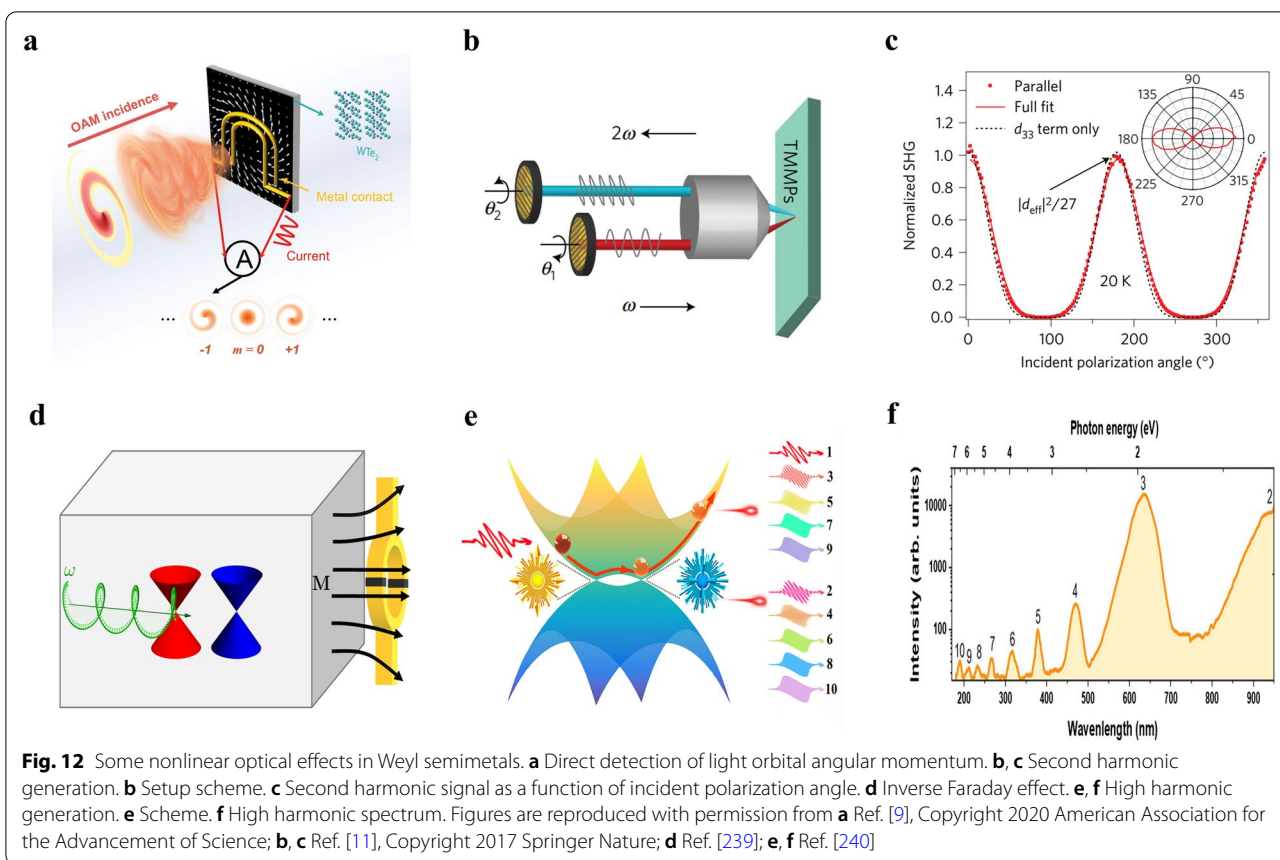 a
OAM incidence
WTe₂
Metal contact
Current
A
... ...
-1 m = 0 +1
b
2ω
TMMPs
θ₂
θ₁
ω
c
Normalized SHG
1.4
1.2
1.0
0.8
0.6
0.4
0.2
0.0
Parallel
Full fit
d₃₃ term only
90
135 45
180 0
225 315
270
|d_eff|²/27
20 K
0 100 200 300
Incident polarization angle (°)
d
ω
M
e
1
3
5
7
9
2
4
6
8
10
f
Photon energy (eV)
7 6 5 4 3 2
Intensity (arb. units)
10000
1000
100
10 9 8 7 6 5 4 3 2
200 300 400 500 600 700 800 900
Wavelength (nm)
Fig. 12 Some nonlinear optical effects in Weyl semimetals. a Direct detection of light orbital angular momentum. b, c Second harmonic
generation. b Setup scheme. c Second harmonic signal as a function of incident polarization angle. d Inverse Faraday effect. e, f High harmonic
generation. e Scheme. f High harmonic spectrum. Figures are reproduced with permission from a Ref. [9], Copyright 2020 American Association for
the Advancement of Science; b, c Ref. [11], Copyright 2017 Springer Nature; d Ref. [239]; e, f Ref. [240]